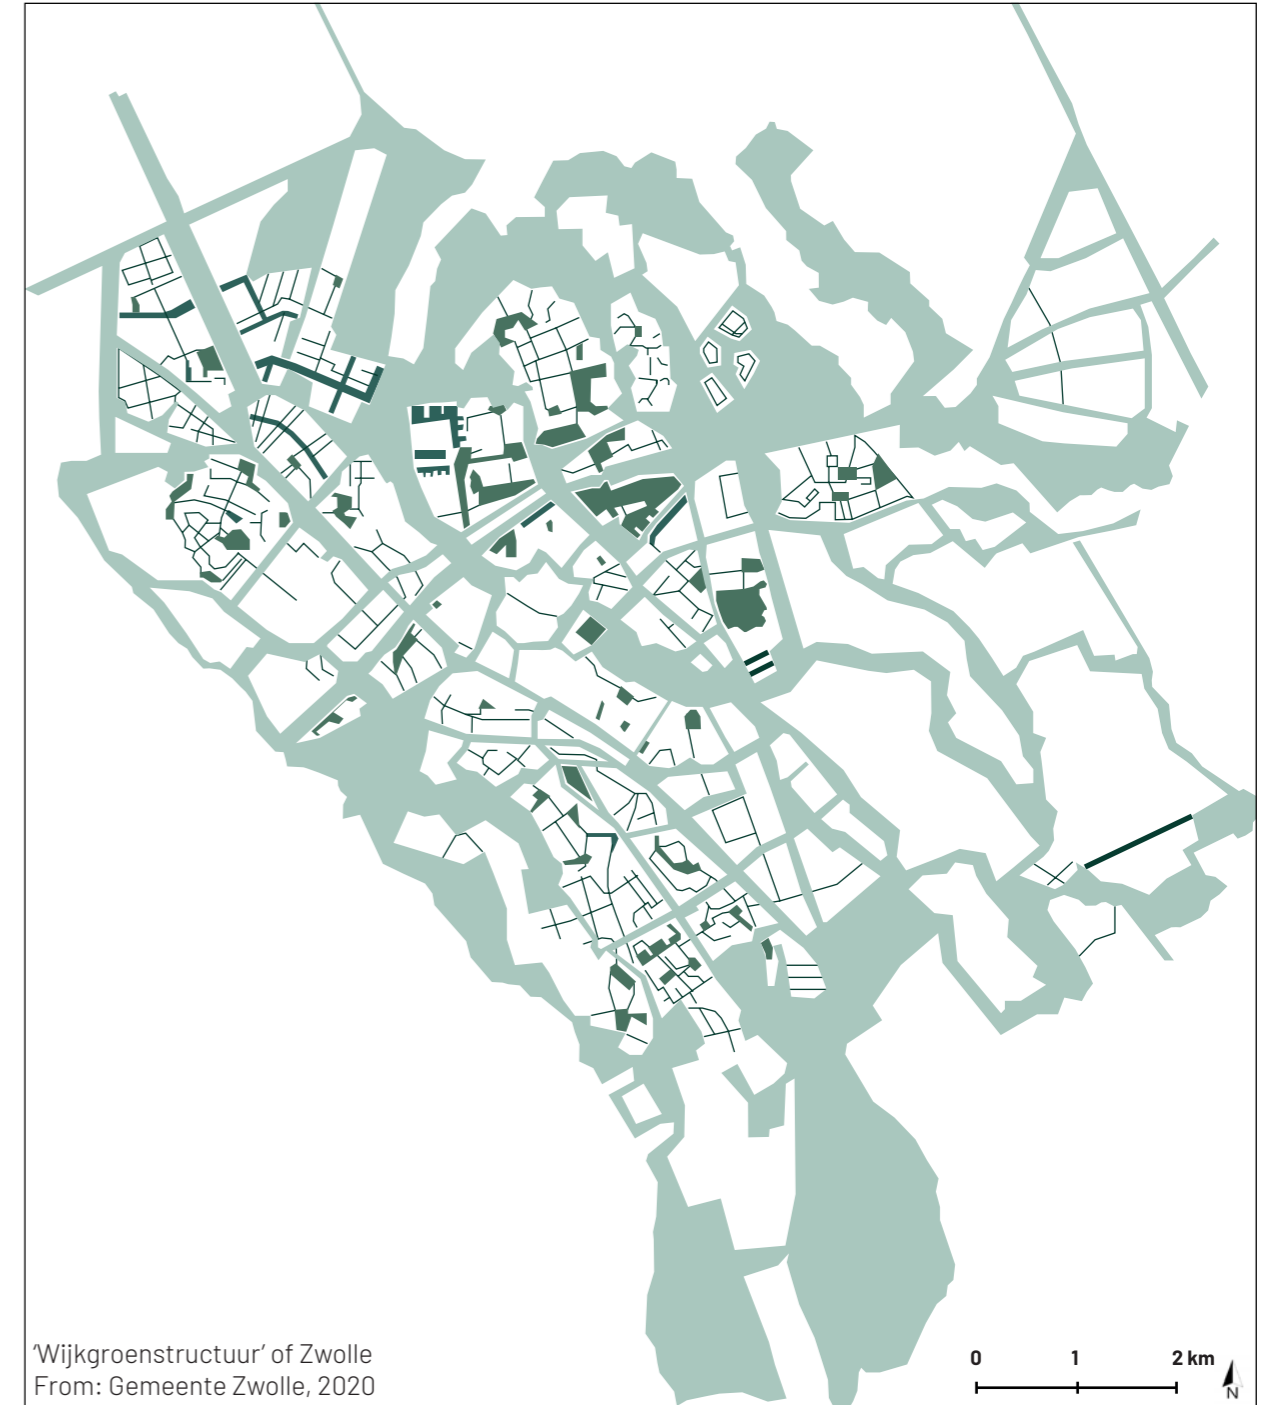 ‘Wijkgroenstructuur’ of Zwolle
From: Gemeente Zwolle, 2020
0 1 2 km
N